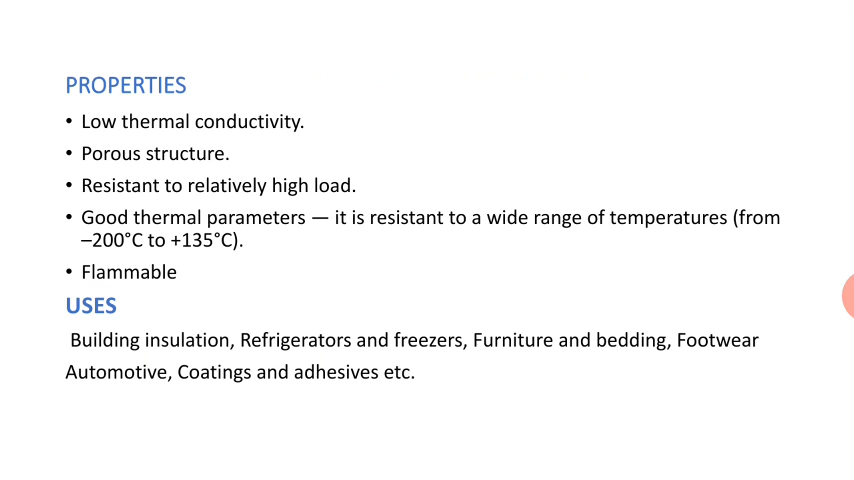 PROPERTIES
• Low thermal conductivity.
• Porous structure.
• Resistant to relatively high load.
• Good thermal parameters — it is resistant to a wide range of temperatures (from
–200°C to +135°C).
• Flammable
USES
Building insulation, Refrigerators and freezers, Furniture and bedding, Footwear
Automotive, Coatings and adhesives etc.